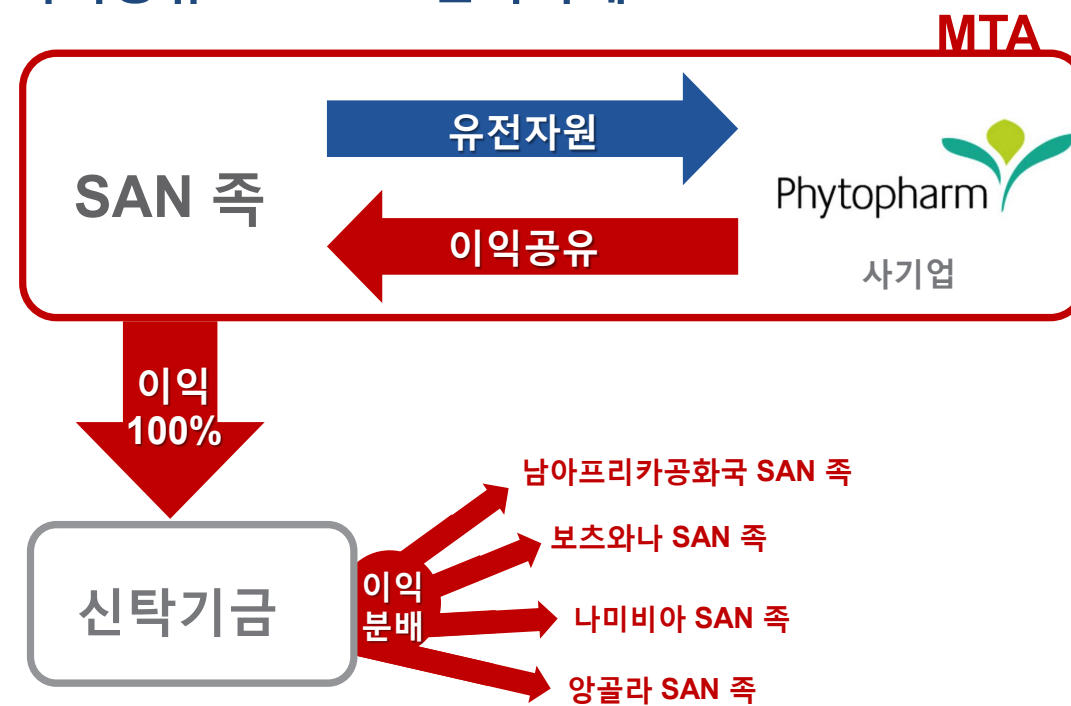 MTA
유전자원
SAN 족
Phytopharm
이익공유
사기업
이익
100%
남아프리카공화국 SAN 족
보츠와나 SAN 족
이익
분배
신탁기금
나미비아 SAN 족
앙골라 SAN 족